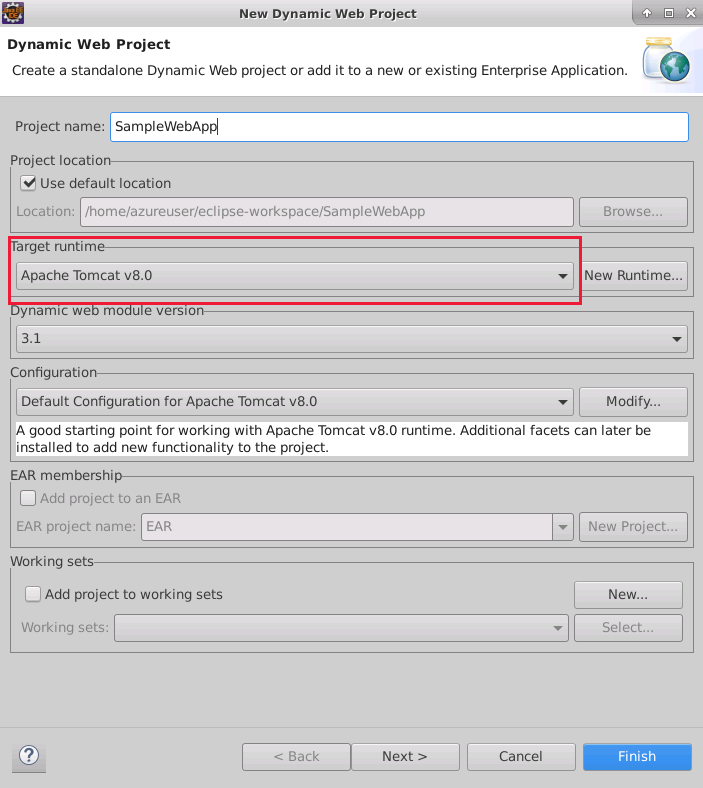 New Dynamic Web Project
Dynamic Web Project
Create a standalone Dynamic Web project or add it to a new or existing Enterprise Application.
Project name: SampleWebApp
Project location
Use default location
Location: /home/azureuser/eclipse-workspace/SampleWebApp Browse...
Target runtime
Apache Tomcat v8.0 New Runtime...
Dynamic web module version
3.1
Configuration
Default Configuration for Apache Tomcat v8.0 Modify...
A good starting point for working with Apache Tomcat v8.0 runtime. Additional facets can later be
installed to add new functionality to the project.
EAR membership
Add project to an EAR
EAR project name: EAR New Project...
Working sets
Add project to working sets New...
Working sets: Select...
? < Back Next > Cancel Finish